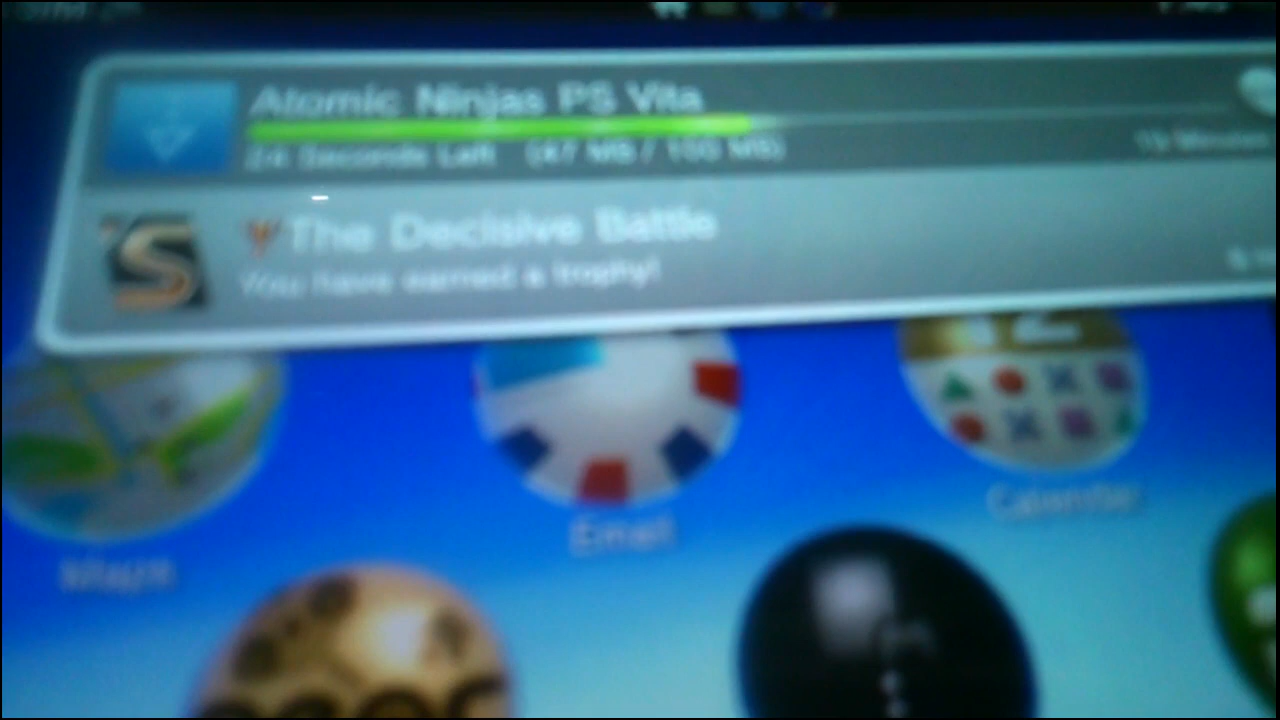 Atomic Ninjas PS Vita
24 Seconds Left (47 MB / 100 MB)
The Decisive Battle
You have earned a trophy!
12
Maps
Email
Calendar